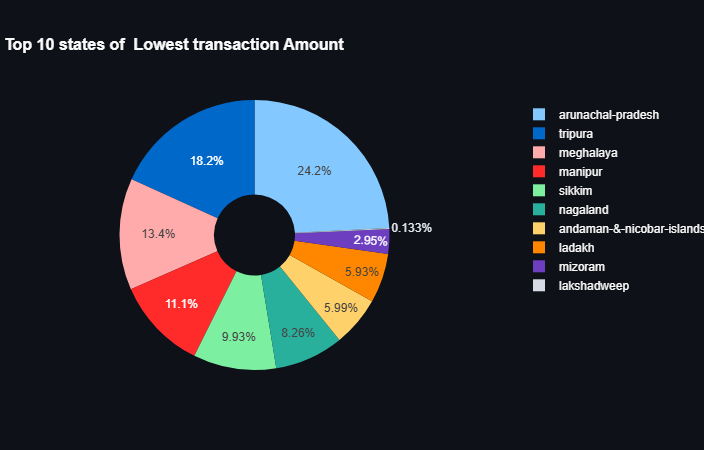 Top 10 states of  Lowest transaction Amount
24.2%
18.2%
13.4%
11.1%
9.93%
8.26%
5.99%
5.93%
2.95%
0.133%
arunachal-pradesh
tripura
meghalaya
manipur
sikkim
nagaland
andaman-&-nicobar-islands
ladakh
mizoram
lakshadweep